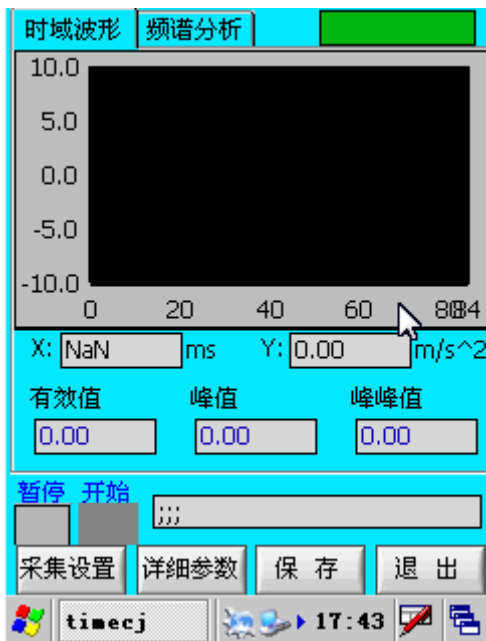 时域波形 频谱分析
10.0
5.0
0.0
-5.0
-10.0
0 20 40 60 80 84
X: NaN ms Y: 0.00 m/s^2
有效值 峰值 峰峰值
0.00 0.00 0.00
暂停 开始
;;;
采集设置 详细参数 保 存 退 出
timecj 17:43